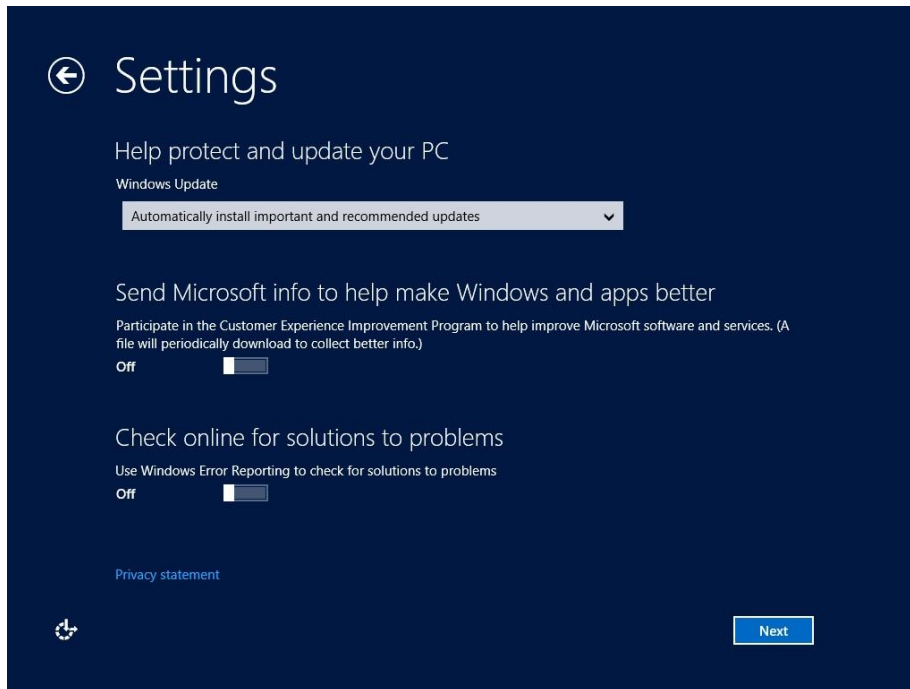 Settings
Help protect and update your PC
Windows Update
Automatically install important and recommended updates
Send Microsoft info to help make Windows and apps better
Participate in the Customer Experience Improvement Program to help improve Microsoft software and services. (A
file will periodically download to collect better info.)
Off
Check online for solutions to problems
Use Windows Error Reporting to check for solutions to problems
Off
Privacy statement
Next